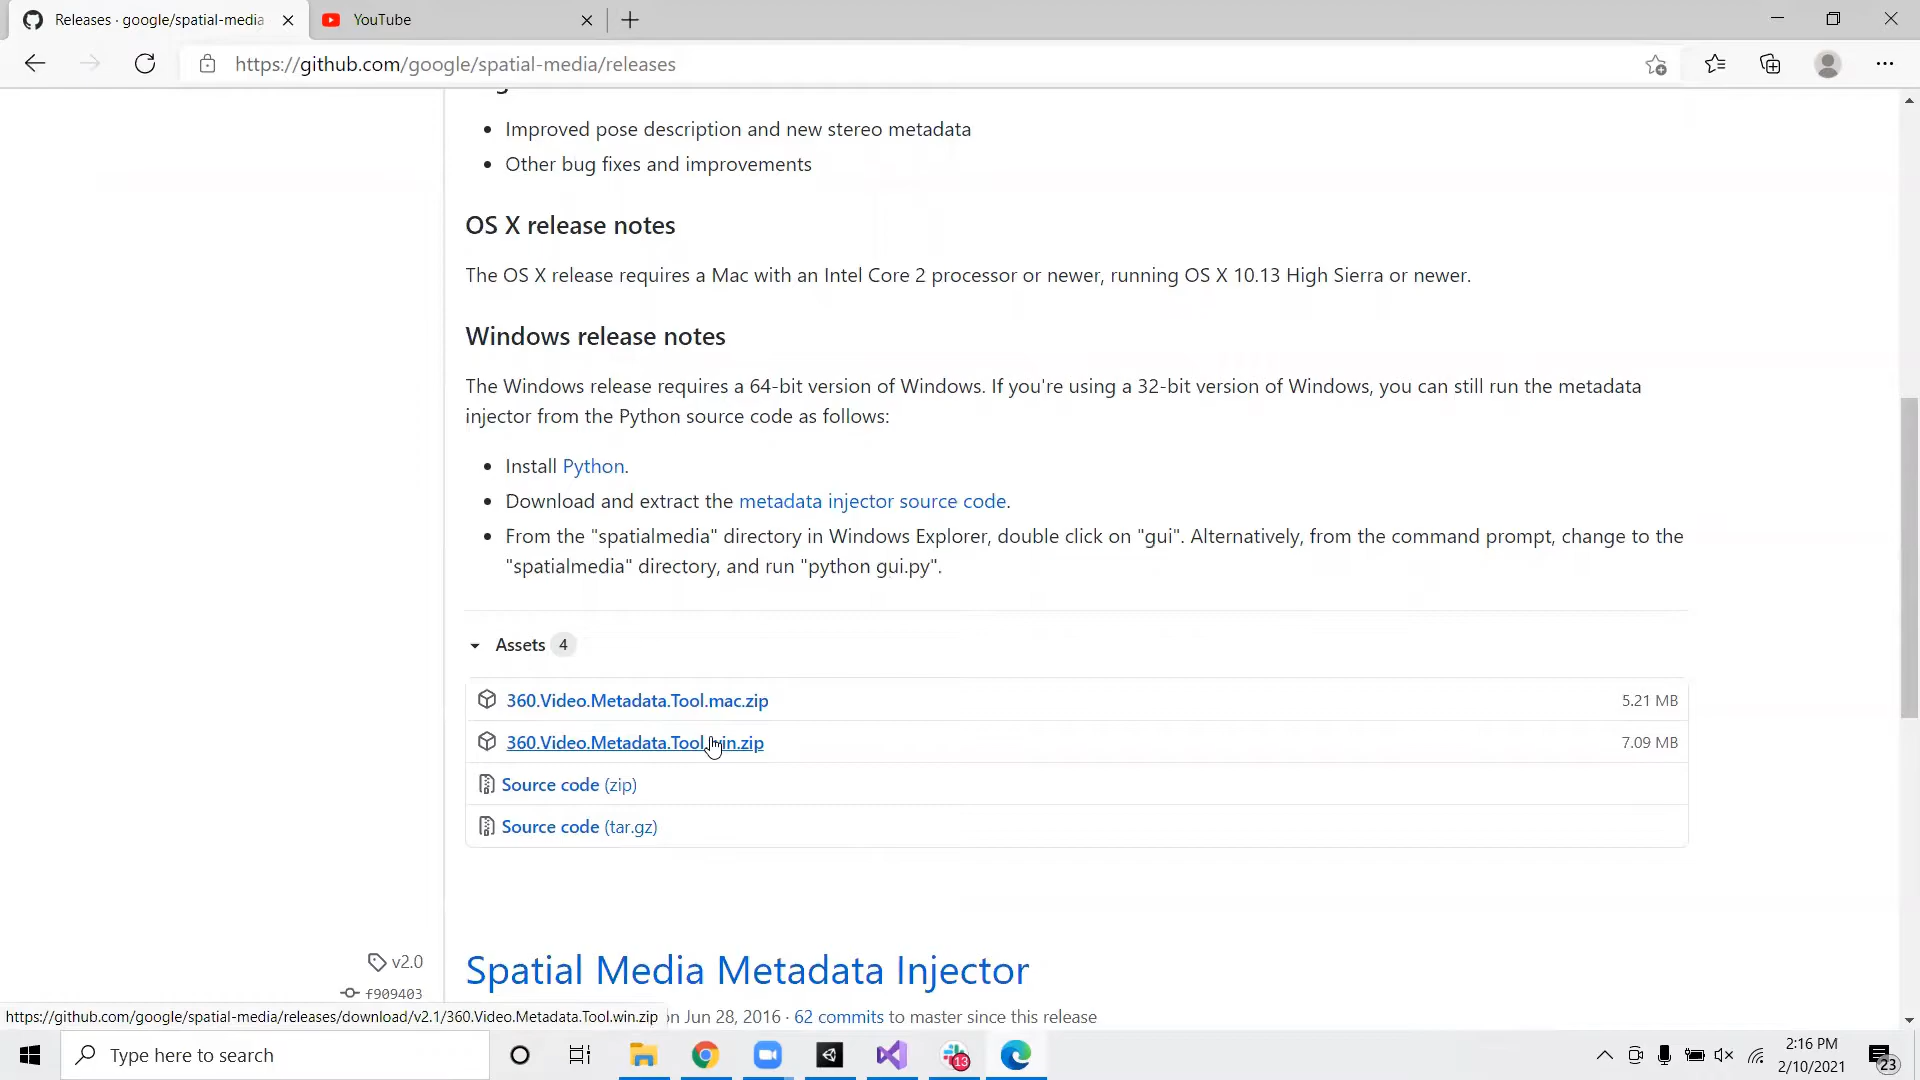 Releases · google/spatial-media
YouTube
https://github.com/google/spatial-media/releases
Improved pose description and new stereo metadata
Other bug fixes and improvements
OS X release notes
The OS X release requires a Mac with an Intel Core 2 processor or newer, running OS X 10.13 High Sierra or newer.
Windows release notes
The Windows release requires a 64-bit version of Windows. If you're using a 32-bit version of Windows, you can still run the metadata
injector from the Python source code as follows:
Install Python.
Download and extract the metadata injector source code.
From the "spatialmedia" directory in Windows Explorer, double click on "gui". Alternatively, from the command prompt, change to the
"spatialmedia" directory, and run "python gui.py".
Assets 4
360.Video.Metadata.Tool.mac.zip 5.21 MB
360.Video.Metadata.Tool.win.zip 7.09 MB
Source code (zip)
Source code (tar.gz)
v2.0
Spatial Media Metadata Injector
f909403
https://github.com/google/spatial-media/releases/download/v2.1/360.Video.Metadata.Tool.win.zip
on Jun 28, 2016 · 62 commits to master since this release
Type here to search
13
2:16 PM
2/10/2021
23